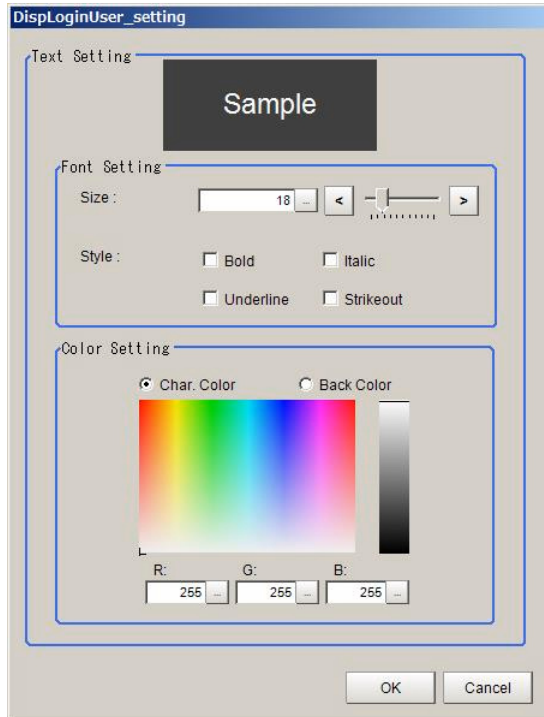 DispLoginUser_setting
Text Setting
Sample
Font Setting
Size : 18 ... < >
Style : Bold Italic
Underline Strikeout
Color Setting
Char. Color Back Color
R: G: B:
255 ... 255 ... 255 ...
OK Cancel